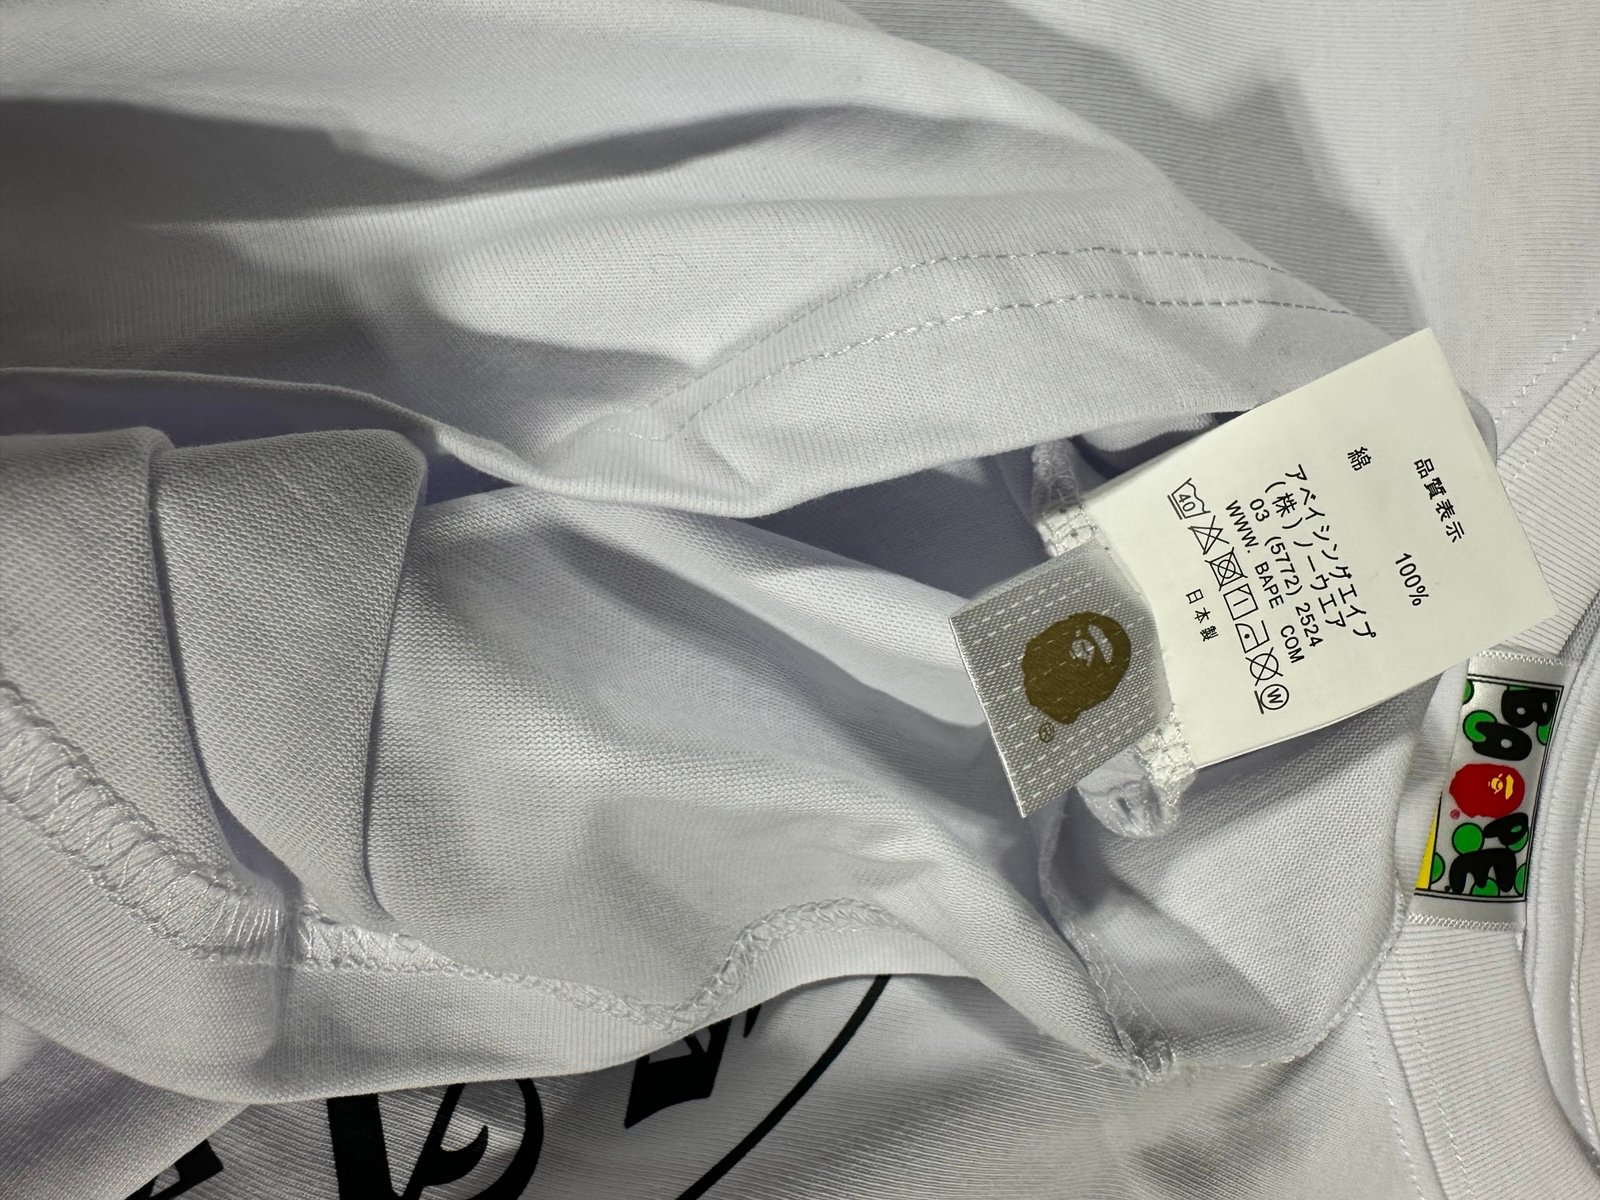 品質表示
綿 100%
アベイシングエイプ
(株)ノーウエア
03 (5772) 2524
WWW. BAPE COM
40
W
日本製
®
BAPE
®